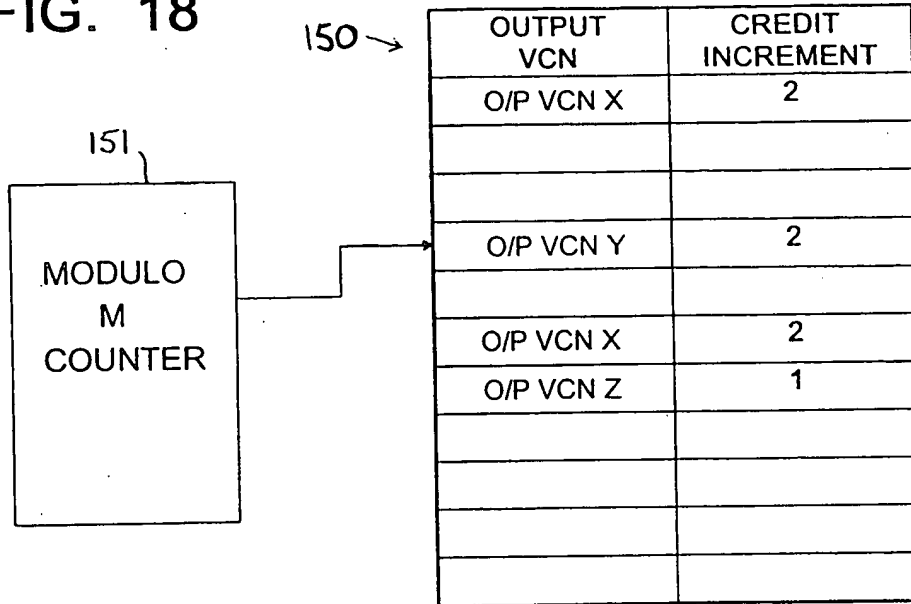 FIG. 18
150
OUTPUT VCN CREDIT INCREMENT
O/P VCN X 2
151
O/P VCN Y 2
MODULO
M
COUNTER
O/P VCN X 2
O/P VCN Z 1